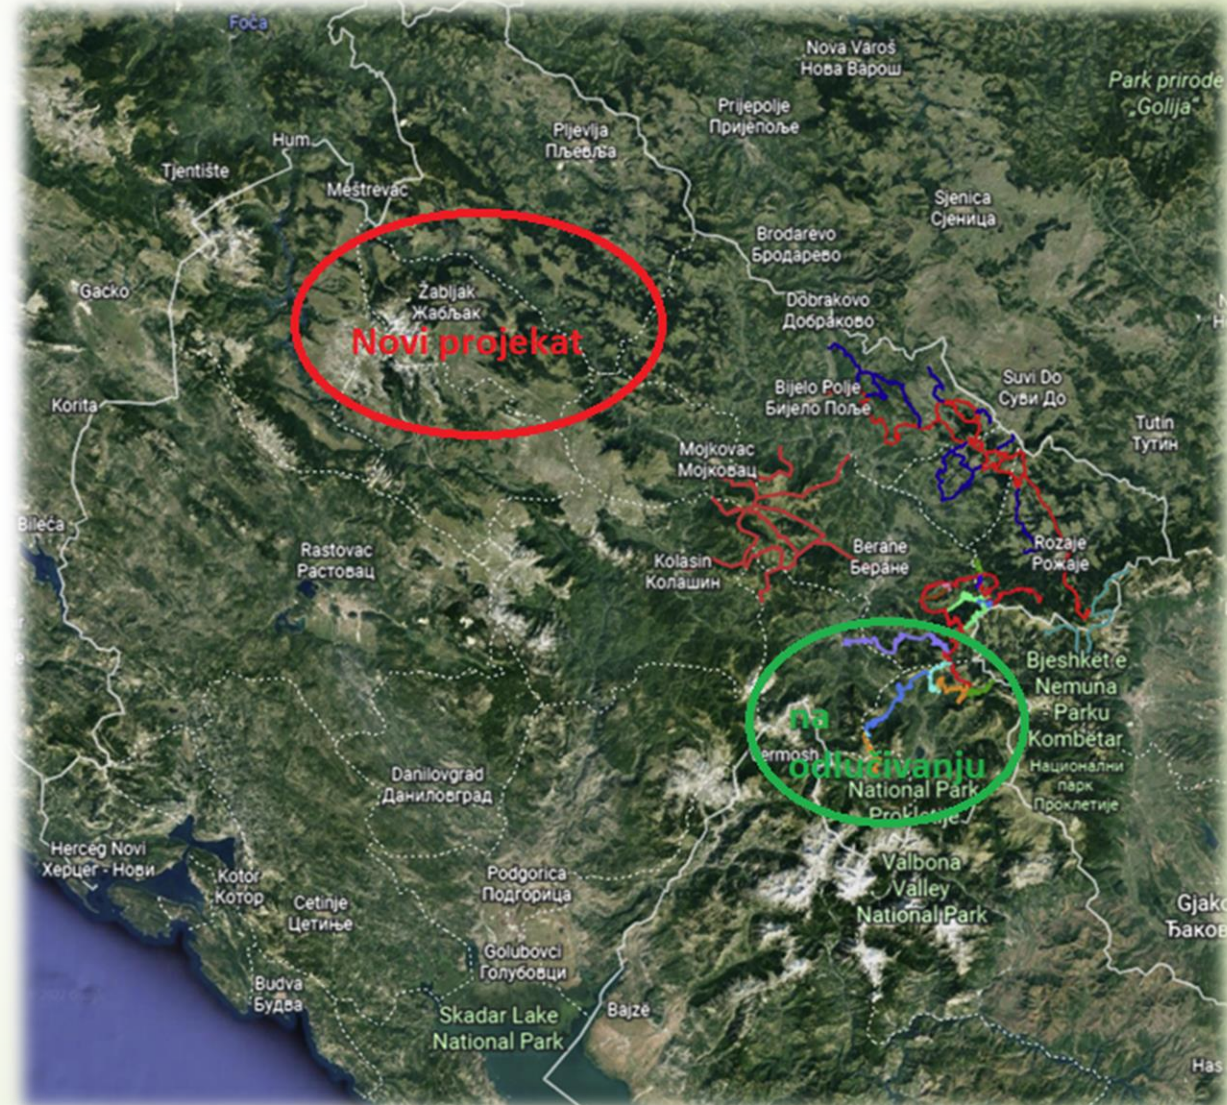 Foča
Nova Varoš
Нова Варош
Park prirode
„Golija“
Prijepolje
Пријепоље
Pljevlja
Пљевља
Hum
Tjentište
Meštrevac
Sjenica
Сјеница
Brodarevo
Бродарево
Gacko
Žabljak
Жабљак
Novi projekat
Dobrakovo
Добраково
Bijelo Polje
Бијело Поље
Suvi Do
Суви До
Korita
Tutin
Тутин
Mojkovac
Мојковац
Bileća
Rastovac
Растовац
Kolasin
Колашин
Berane
Беране
Rozaje
Рожаје
Bjeshkët e
Nemuna
- Parku
Kombëtar
Национални
парк
Проклетије
na
ermosh
odlučivanju
National Park
Prokletije
Danilovgrad
Даниловград
Herceg Novi
Херцег - Нови
Kotor
Котор
Cetinje
Цетиње
Podgorica
Подгорица
Valbona
Valley
National Park
Gjako
Ђаков
Golubovci
Голубовци
Budva
Будва
Skadar Lake
National Park
Bajzë
Has